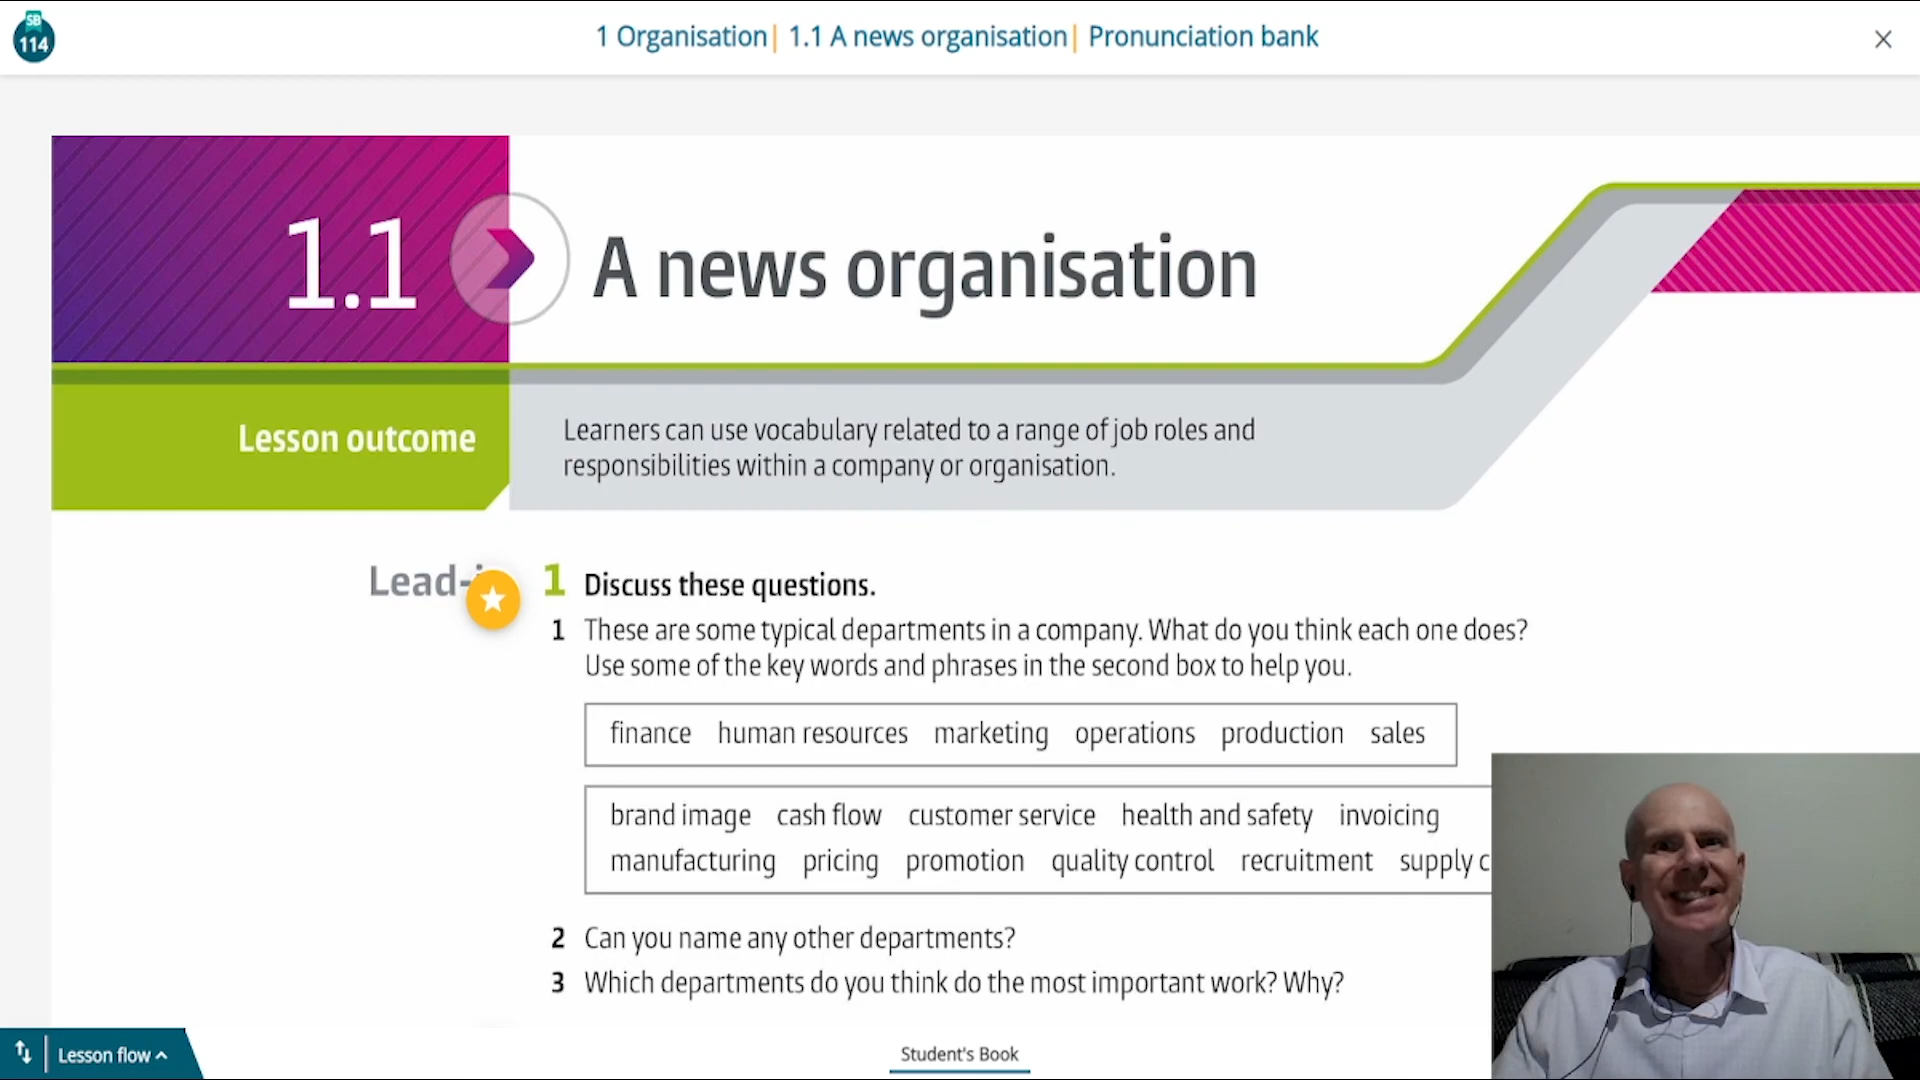 SB
114
1 Organisation | 1.1 A news organisation | Pronunciation bank
1.1
A news organisation
Lesson outcome
Learners can use vocabulary related to a range of job roles and
responsibilities within a company or organisation.
Lead-i
1 Discuss these questions.
1 These are some typical departments in a company. What do you think each one does?
Use some of the key words and phrases in the second box to help you.
finance human resources marketing operations production sales
brand image cash flow customer service health and safety invoicing
manufacturing pricing promotion quality control recruitment supply c
2 Can you name any other departments?
3 Which departments do you think do the most important work? Why?
Lesson flow
Student's Book